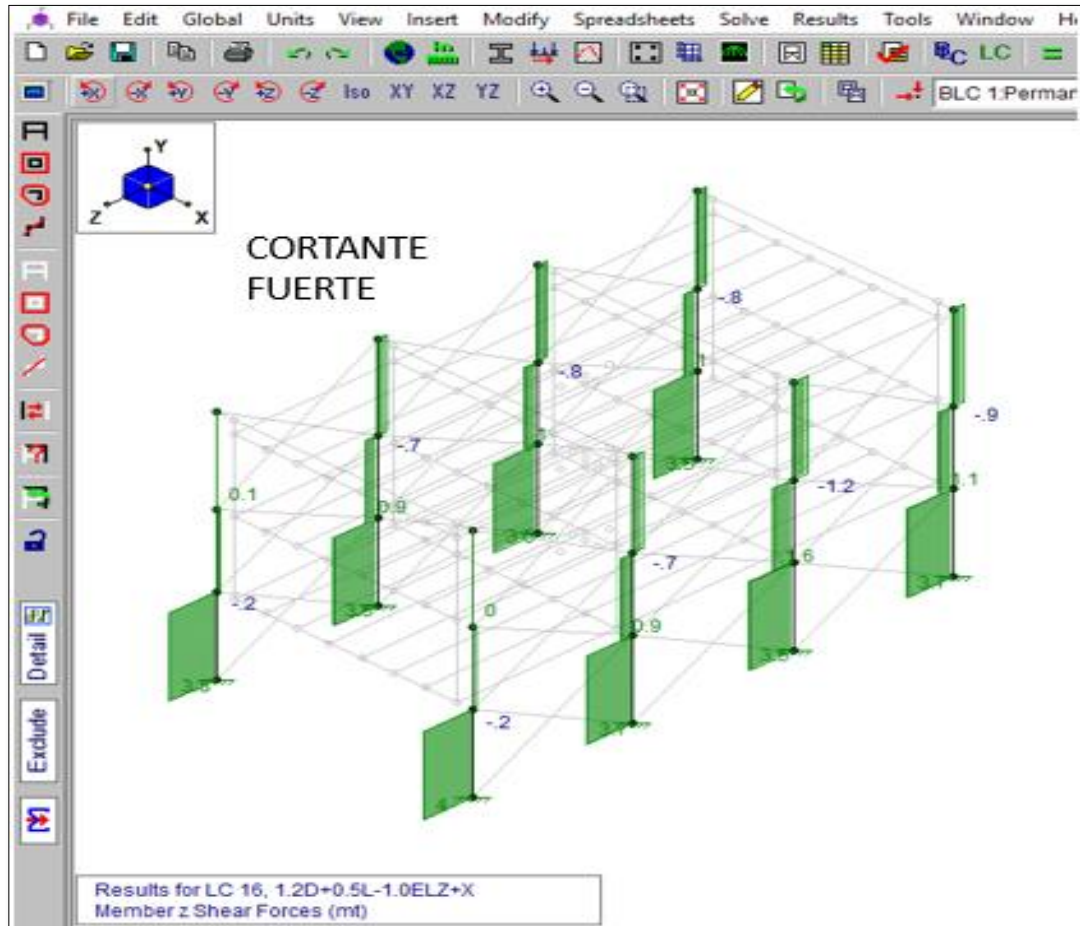 File Edit Global Units View Insert Modify Spreadsheets Solve Results Tools Window
Iso XY XZ YZ
BLC 1:Perman
LC
Y
Z X
CORTANTE
FUERTE
-.8
-.8
-.9
-.7
-1.2
0.1
0.9
1.1
-.7
1.6
-.2
0
0.9
-.2
Detail
Exclude
Results for LC 16, 1.2D+0.5L-1.0ELZ+X
Member z Shear Forces (mt)